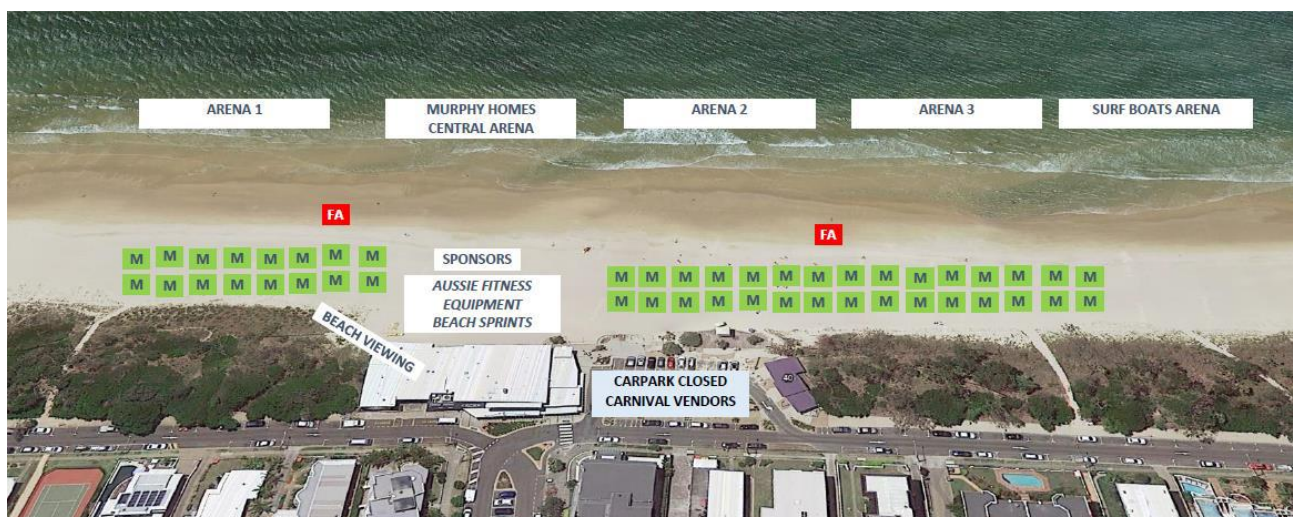 ARENA 1
MURPHY HOMES
CENTRAL ARENA
ARENA 2
ARENA 3
SURF BOATS ARENA
FA
FA
M M M M M M M M
M M M M M M M M
SPONSORS
AUSSIE FITNESS
EQUIPMENT
BEACH SPRINTS
M M M M M M M M M M M M M M M
M M M M M M M M M M M M M M M
BEACH VIEWING
CARPARK CLOSED
CARNIVAL VENDORS
40